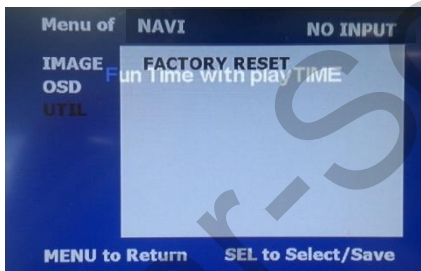 Menu of NAVI NO INPUT
IMAGE FACTORY RESET
Fun Time with playTIME
OSD
UTIL
MENU to Return SEL to Select/Save